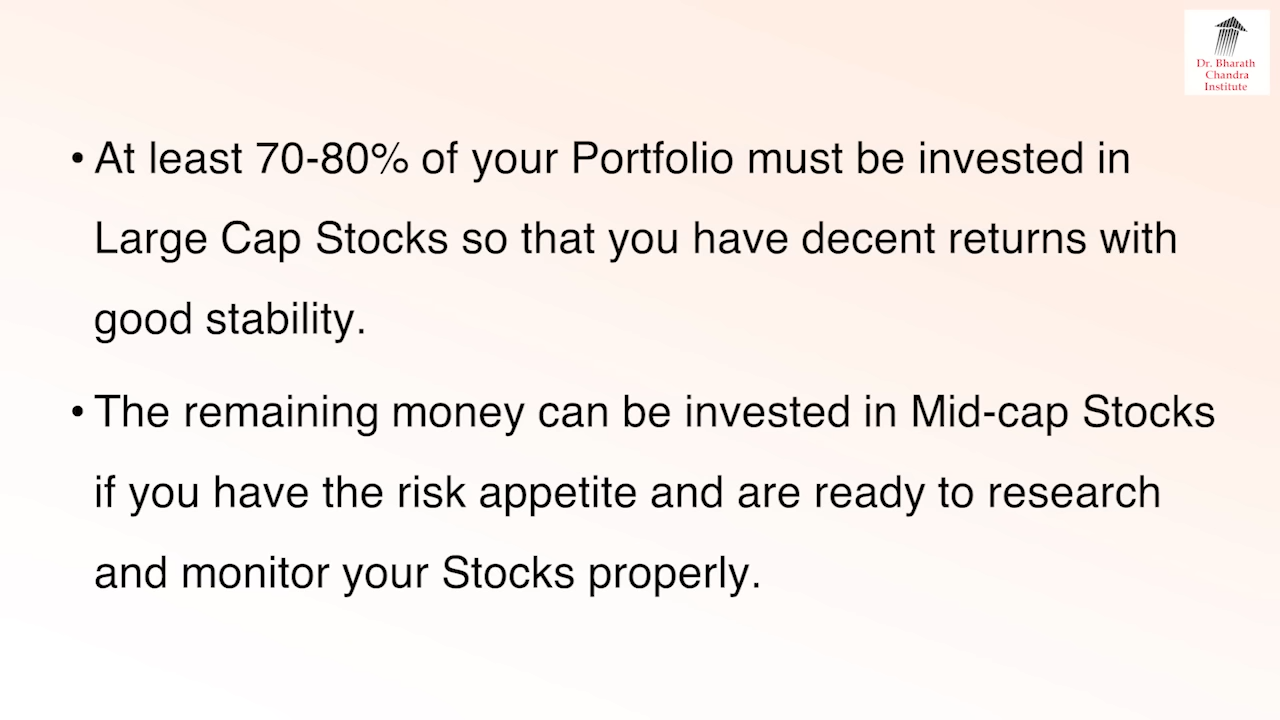 Dr. Bharath
Chandra
Institute
• At least 70-80% of your Portfolio must be invested in
Large Cap Stocks so that you have decent returns with
good stability.
• The remaining money can be invested in Mid-cap Stocks
if you have the risk appetite and are ready to research
and monitor your Stocks properly.